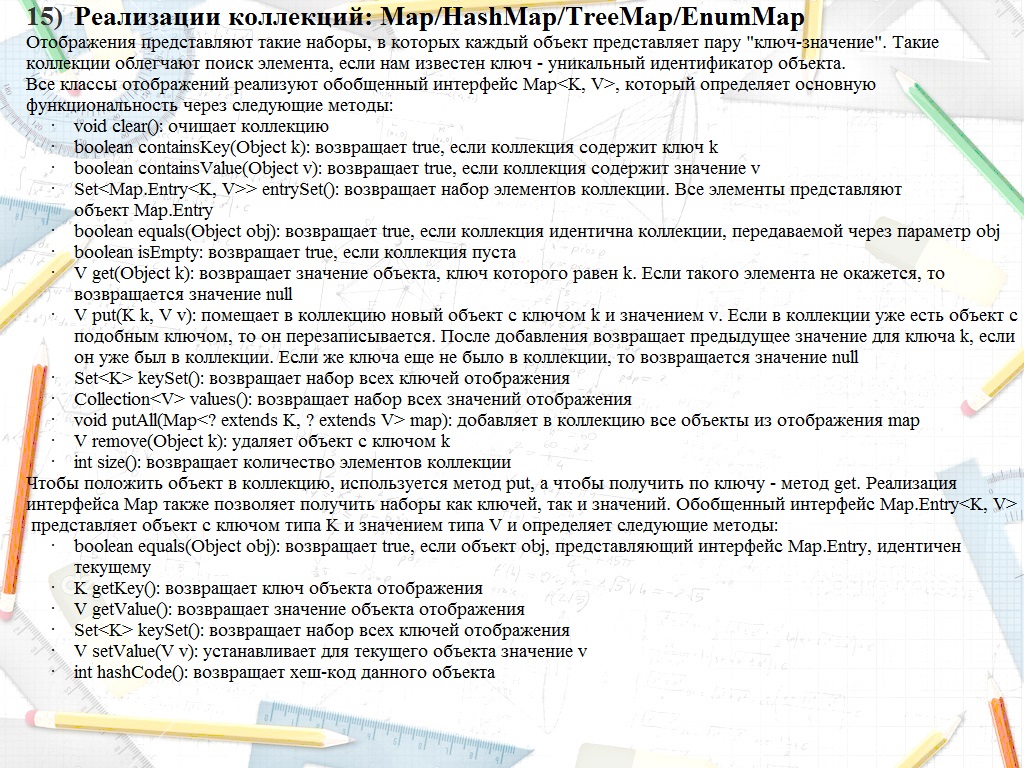 15) Реализации коллекций: Map/HashMap/TreeMap/EnumMap
Отображения представляют такие наборы, в которых каждый объект представляет пару "ключ-значение". Такие
коллекции облегчают поиск элемента, если нам известен ключ - уникальный идентификатор объекта.
Все классы отображений реализуют обобщенный интерфейс Map<K, V>, который определяет основную
функциональность через следующие методы:
· void clear(): очищает коллекцию
· boolean containsKey(Object k): возвращает true, если коллекция содержит ключ k
· boolean containsValue(Object v): возвращает true, если коллекция содержит значение v
· Set<Map.Entry<K, V>> entrySet(): возвращает набор элементов коллекции. Все элементы представляют
объект Map.Entry
· boolean equals(Object obj): возвращает true, если коллекция идентична коллекции, передаваемой через параметр obj
· boolean isEmpty: возвращает true, если коллекция пуста
· V get(Object k): возвращает значение объекта, ключ которого равен k. Если такого элемента не окажется, то
возвращается значение null
· V put(K k, V v): помещает в коллекцию новый объект с ключом k и значением v. Если в коллекции уже есть объект с
подобным ключом, то он перезаписывается. После добавления возвращает предыдущее значение для ключа k, если
он уже был в коллекции. Если же ключа еще не было в коллекции, то возвращается значение null
· Set<K> keySet(): возвращает набор всех ключей отображения
· Collection<V> values(): возвращает набор всех значений отображения
· void putAll(Map<? extends K, ? extends V> map): добавляет в коллекцию все объекты из отображения map
· V remove(Object k): удаляет объект с ключом k
· int size(): возвращает количество элементов коллекции
Чтобы положить объект в коллекцию, используется метод put, а чтобы получить по ключу - метод get. Реализация
интерфейса Map также позволяет получить наборы как ключей, так и значений. Обобщенный интерфейс Map.Entry<K, V>
представляет объект с ключом типа K и значением типа V и определяет следующие методы:
· boolean equals(Object obj): возвращает true, если объект obj, представляющий интерфейс Map.Entry, идентичен
текущему
· K getKey(): возвращает ключ объекта отображения
· V getValue(): возвращает значение объекта отображения
· Set<K> keySet(): возвращает набор всех ключей отображения
· V setValue(V v): устанавливает для текущего объекта значение v
· int hashCode(): возвращает хеш-код данного объекта